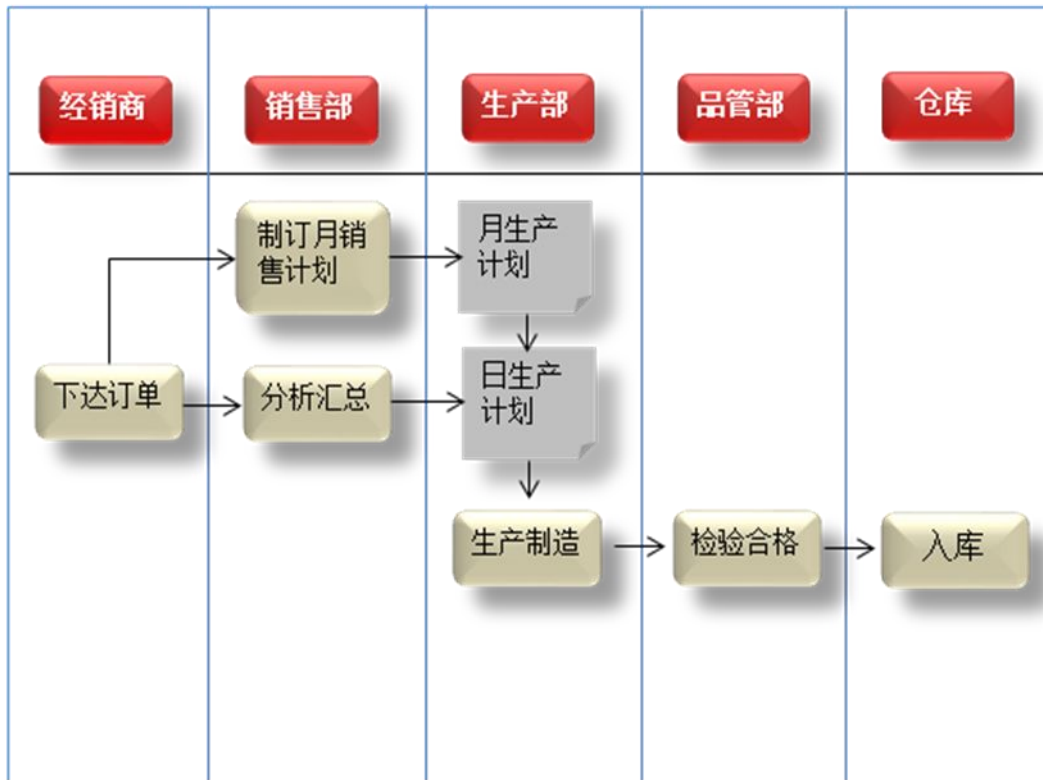 经销商
销售部
生产部
品管部
仓库
制订月销
售计划
月生产
计划
下达订单
分析汇总
日生产
计划
生产制造
检验合格
入库